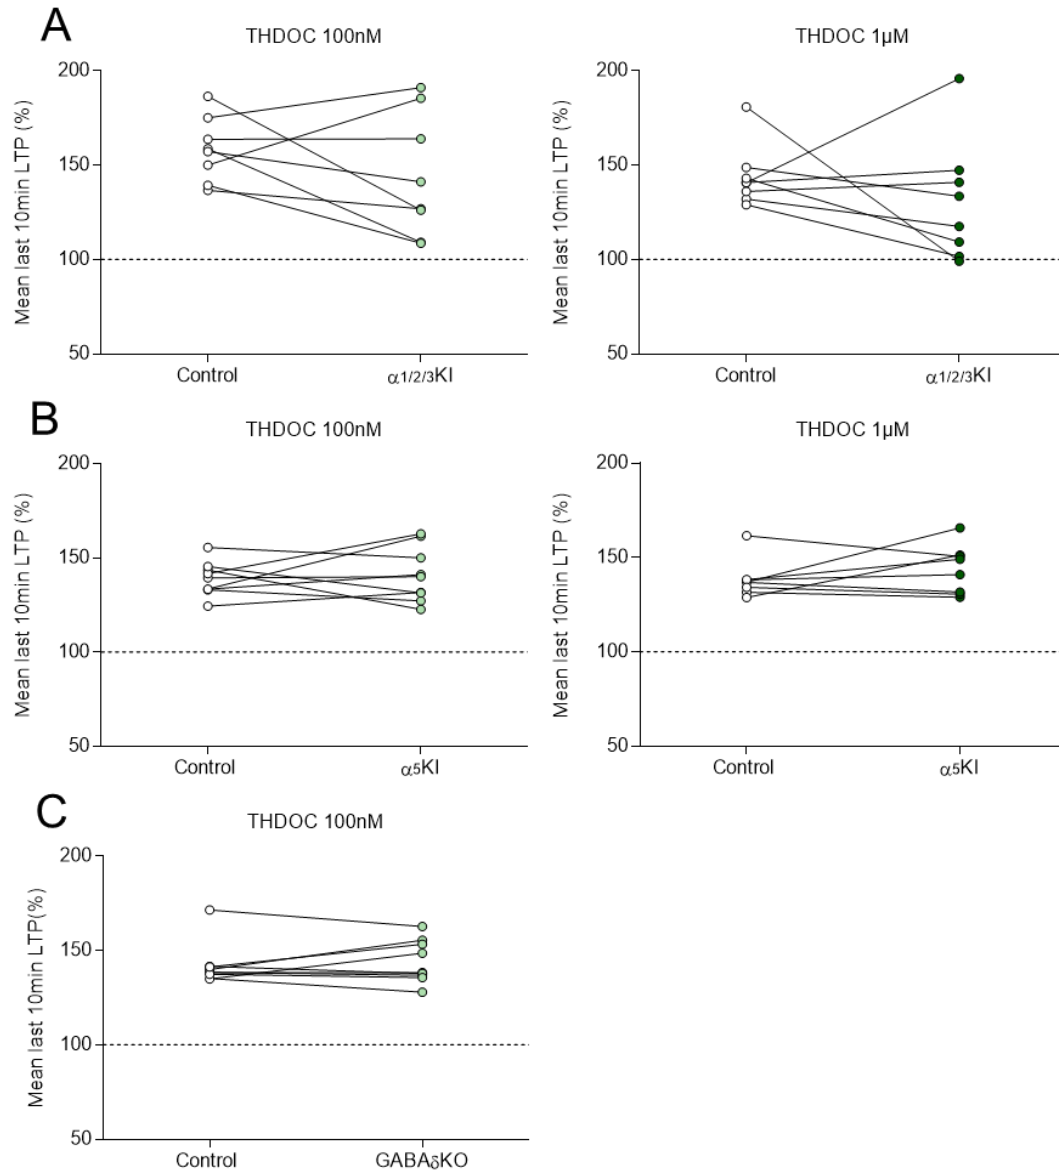 A
THDOC 100nM
Mean last 10min LTP (%)
200
150
100
50
Control
α1/2/3KI
THDOC 1µM
Mean last 10min LTP (%)
200
150
100
50
Control
α1/2/3KI
B
THDOC 100nM
Mean last 10min LTP (%)
200
150
100
50
Control
α5KI
THDOC 1µM
Mean last 10min LTP (%)
200
150
100
50
Control
α5KI
C
THDOC 100nM
Mean last 10min LTP(%)
200
150
100
50
Control
GABAδKO